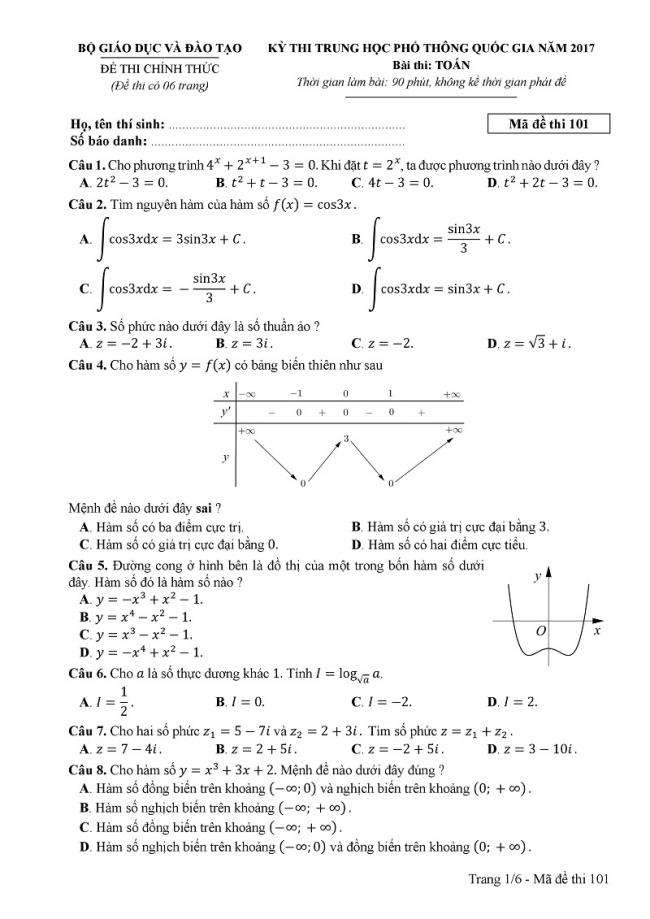 BỘ GIÁO DỤC VÀ ĐÀO TẠO
KỲ THI TRUNG HỌC PHỔ THÔNG QUỐC GIA NĂM 2017
ĐỀ THI CHÍNH THỨC
Bài thi: TOÁN
(Đề thi có 06 trang)
Thời gian làm bài: 90 phút, không kể thời gian phát đề
Họ, tên thí sinh: ..........................................................
Mã đề thi 101
Số báo danh: ..............................................................
Câu 1. Cho phương trình 4^x + 2^{x+1} − 3 = 0. Khi đặt t = 2^x, ta được phương trình nào dưới đây ?
A. 2t² − 3 = 0. B. t² + t − 3 = 0. C. 4t − 3 = 0. D. t² + 2t − 3 = 0.
Câu 2. Tìm nguyên hàm của hàm số f(x) = cos3x .
A. ∫cos3xdx = 3sin3x + C . B. ∫cos3xdx = sin3x/3 + C .
C. ∫cos3xdx = − sin3x/3 + C . D. ∫cos3xdx = sin3x + C .
Câu 3. Số phức nào dưới đây là số thuần ảo ?
A. z = −2 + 3i . B. z = 3i . C. z = −2. D. z = √3 + i .
Câu 4. Cho hàm số y = f(x) có bảng biến thiên như sau
x −∞ −1 0 1 +∞
y' − 0 + 0 − 0 +
+∞ 3 +∞
y
0 0
Mệnh đề nào dưới đây sai ?
A. Hàm số có ba điểm cực trị. B. Hàm số có giá trị cực đại bằng 3.
C. Hàm số có giá trị cực đại bằng 0. D. Hàm số có hai điểm cực tiểu.
Câu 5. Đường cong ở hình bên là đồ thị của một trong bốn hàm số dưới
đây. Hàm số đó là hàm số nào ?
A. y = −x³ + x² − 1.
B. y = x⁴ − x² − 1.
C. y = x³ − x² − 1.
D. y = −x⁴ + x² − 1.
y
O x
Câu 6. Cho a là số thực dương khác 1. Tính I = log_{√a} a.
A. I = 1/2 . B. I = 0. C. I = −2. D. I = 2.
Câu 7. Cho hai số phức z₁ = 5 − 7i và z₂ = 2 + 3i . Tìm số phức z = z₁ + z₂ .
A. z = 7 − 4i . B. z = 2 + 5i . C. z = −2 + 5i . D. z = 3 − 10i .
Câu 8. Cho hàm số y = x³ + 3x + 2. Mệnh đề nào dưới đây đúng ?
A. Hàm số đồng biến trên khoảng (−∞; 0) và nghịch biến trên khoảng (0; +∞) .
B. Hàm số nghịch biến trên khoảng (−∞; +∞) .
C. Hàm số đồng biến trên khoảng (−∞; +∞) .
D. Hàm số nghịch biến trên khoảng (−∞; 0) và đồng biến trên khoảng (0; +∞) .
Trang 1/6 - Mã đề thi 101